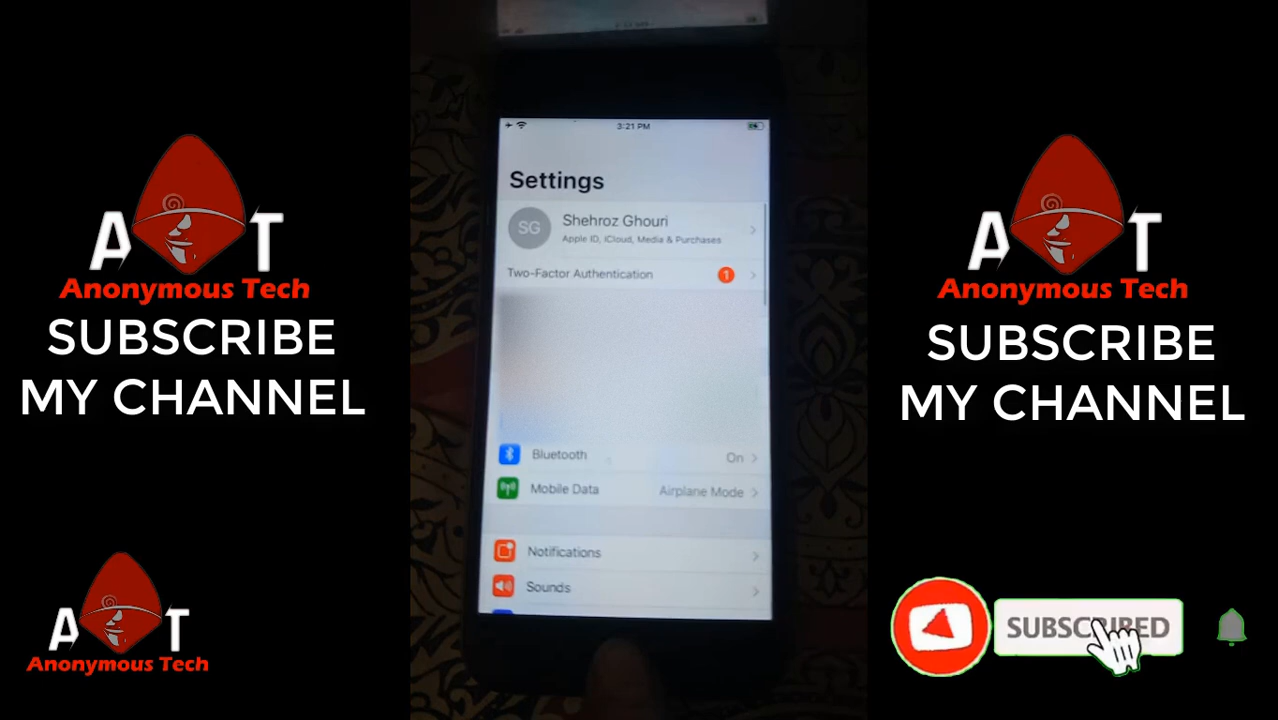 3:21 PM
Settings
SG
Shehroz Ghouri
Apple ID, iCloud, Media & Purchases
Two-Factor Authentication 1
Bluetooth On
Mobile Data Airplane Mode
Notifications
Sounds
A T
Anonymous Tech
SUBSCRIBE
MY CHANNEL
A T
Anonymous Tech
A T
Anonymous Tech
SUBSCRIBE
MY CHANNEL
SUBSCRIBED